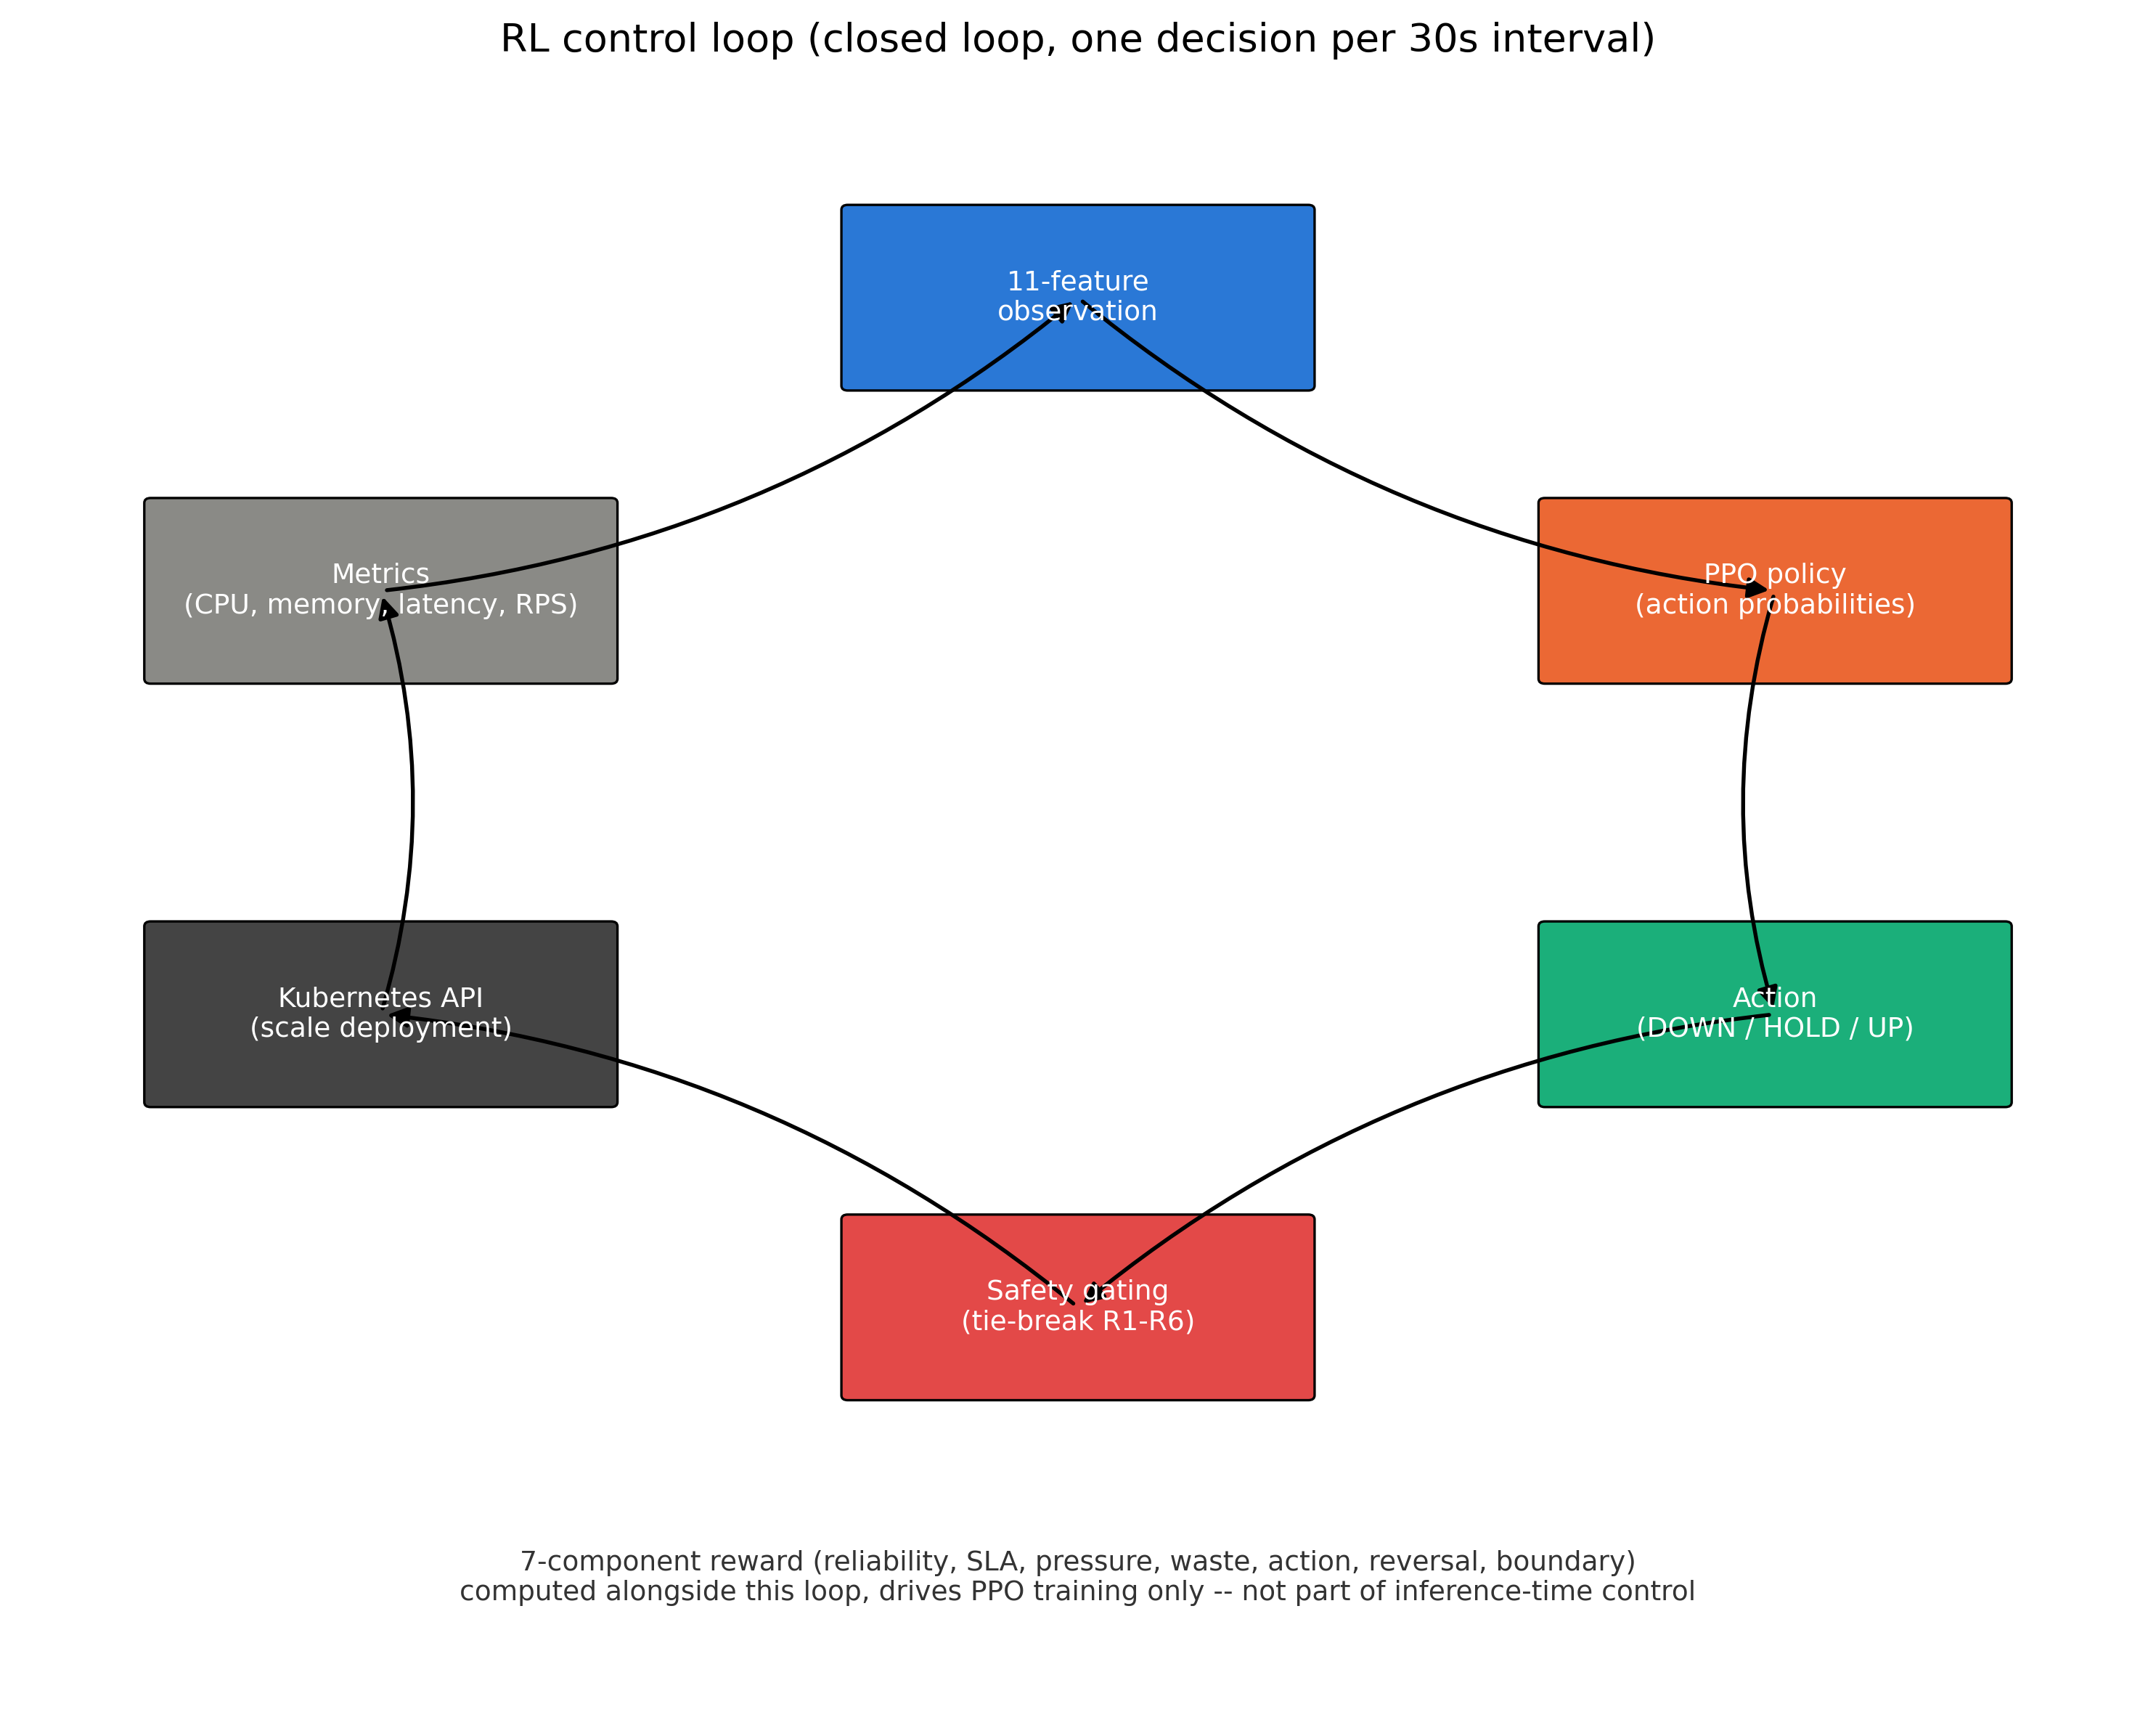 RL control loop (closed loop, one decision per 30s interval)
11-feature
observation
Metrics
(CPU, memory, latency, RPS)
PPO policy
(action probabilities)
Kubernetes API
(scale deployment)
Action
(DOWN / HOLD / UP)
Safety gating
(tie-break R1-R6)
7-component reward (reliability, SLA, pressure, waste, action, reversal, boundary)
computed alongside this loop, drives PPO training only -- not part of inference-time control